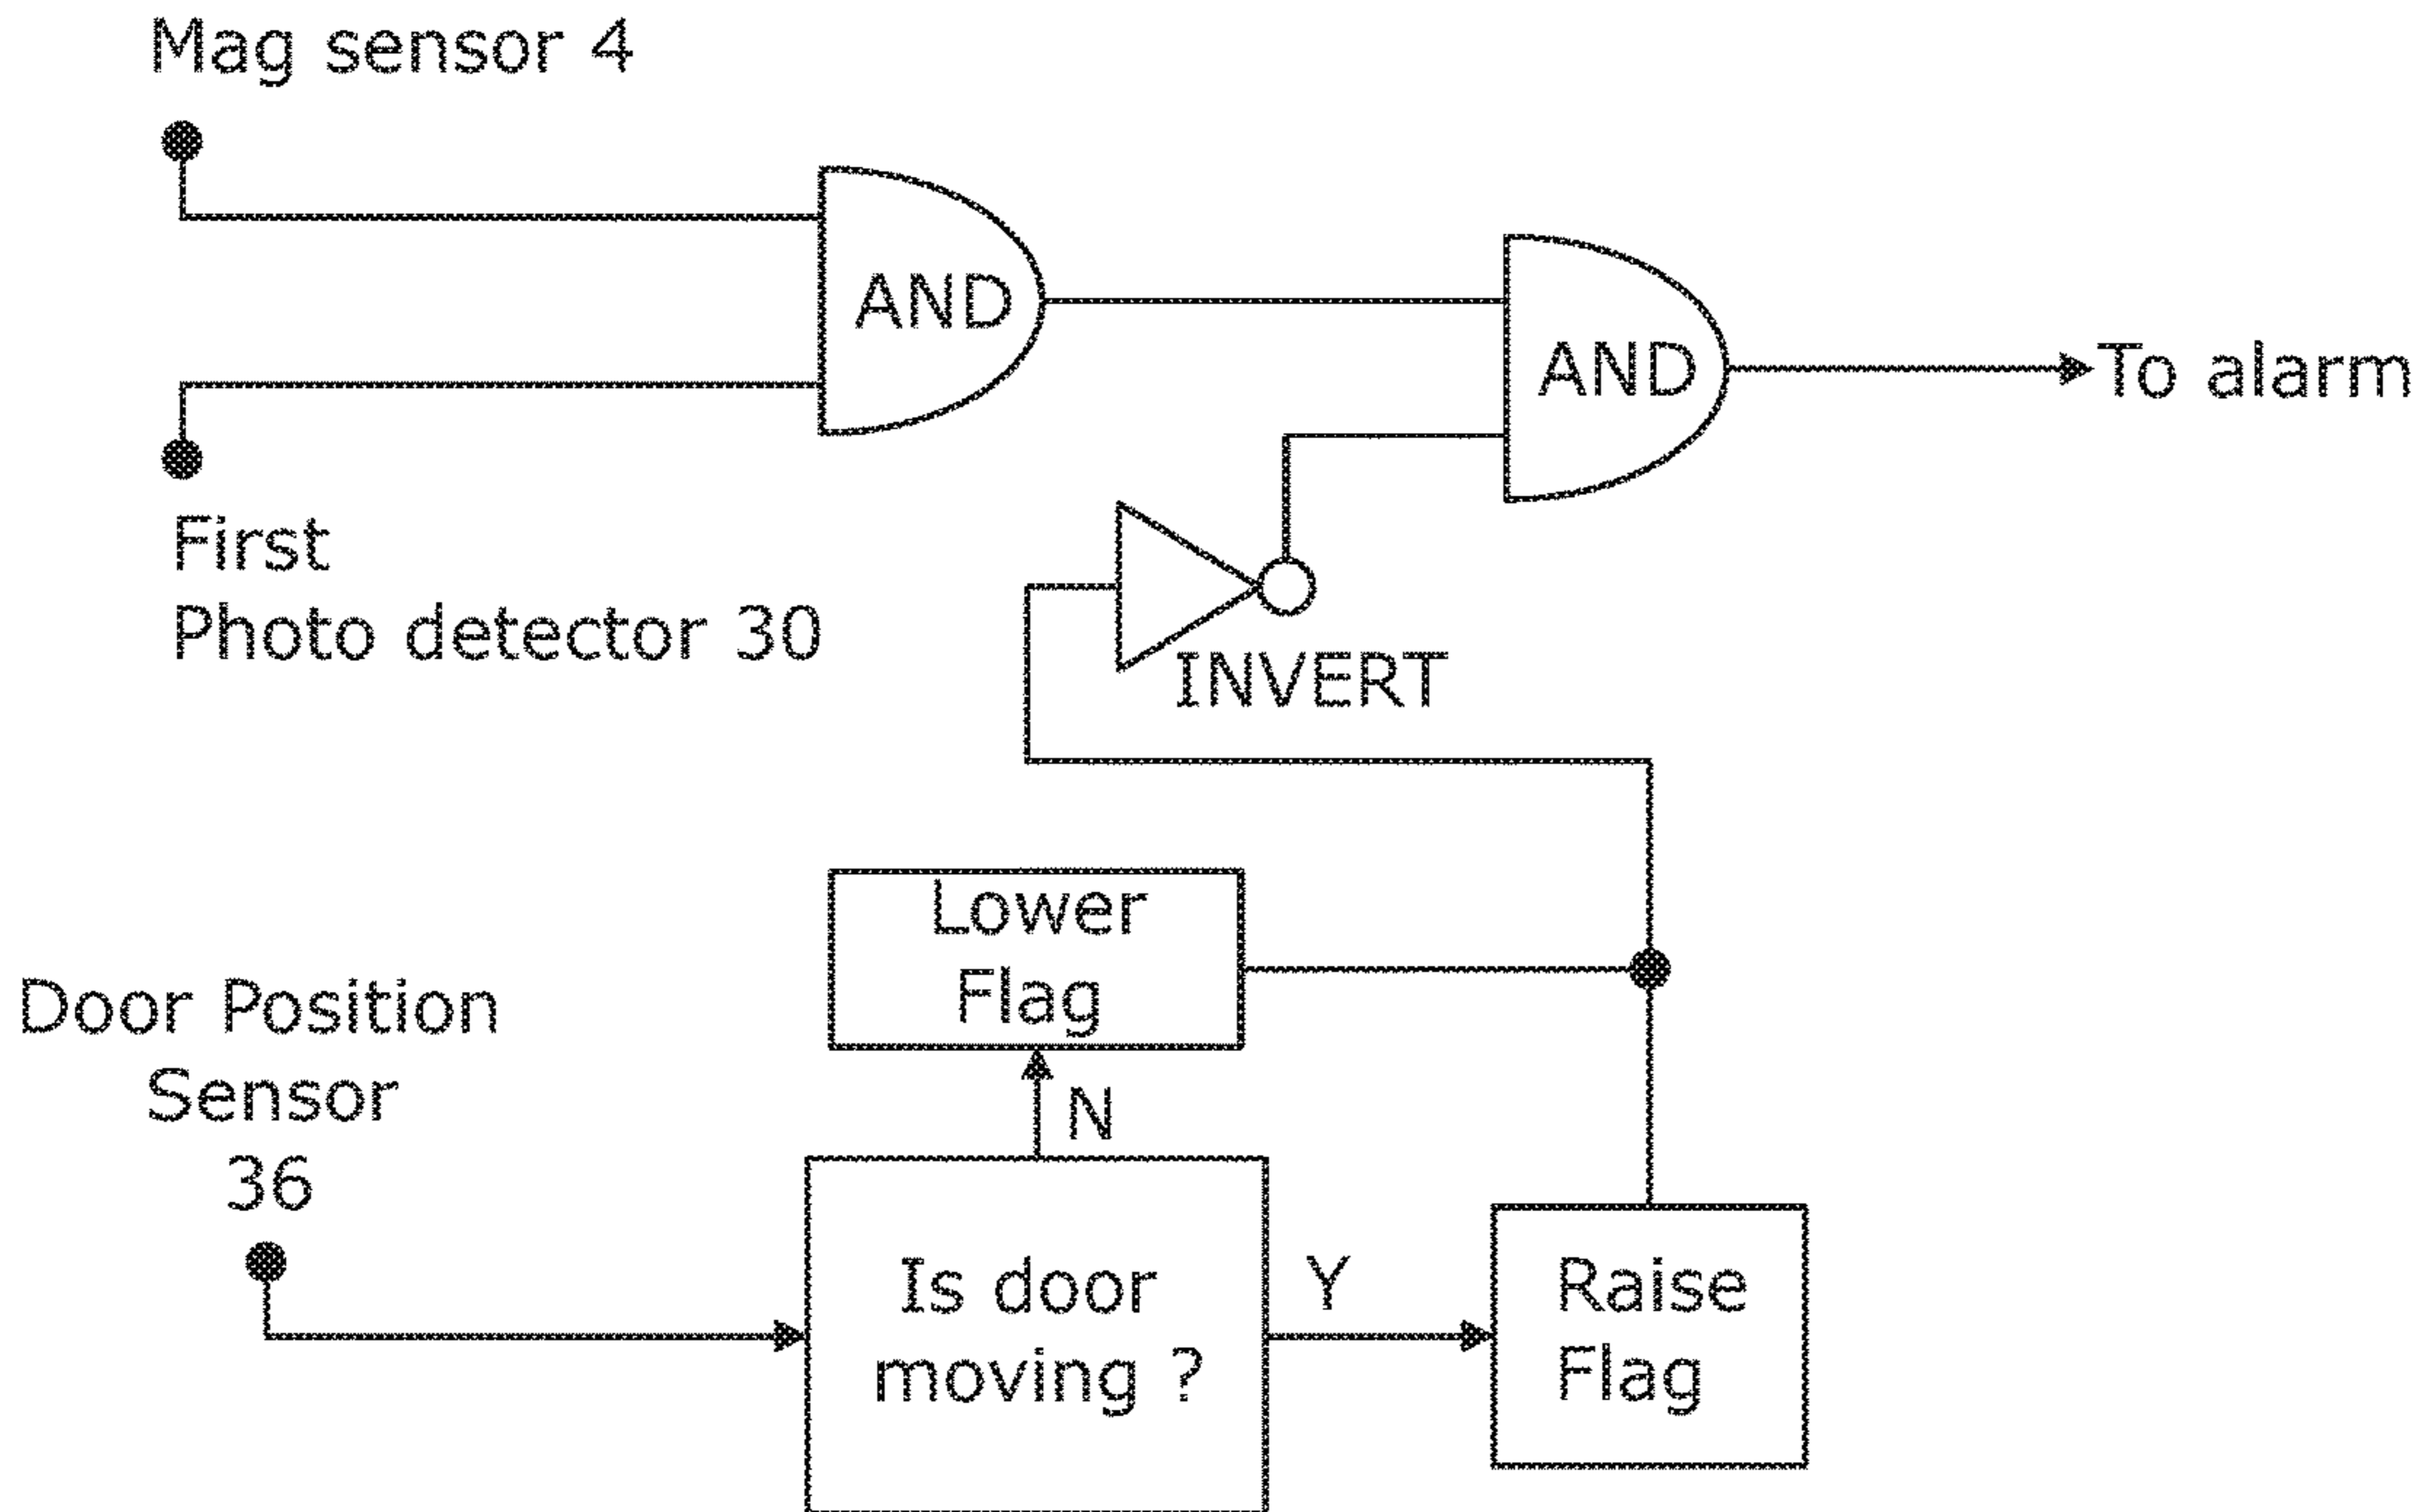 Mag sensor 4
AND
AND
To alarm
First
Photo detector 30
INVERT
Lower
Flag
Door Position
Sensor
36
N
Is door
moving ?
Y
Raise
Flag